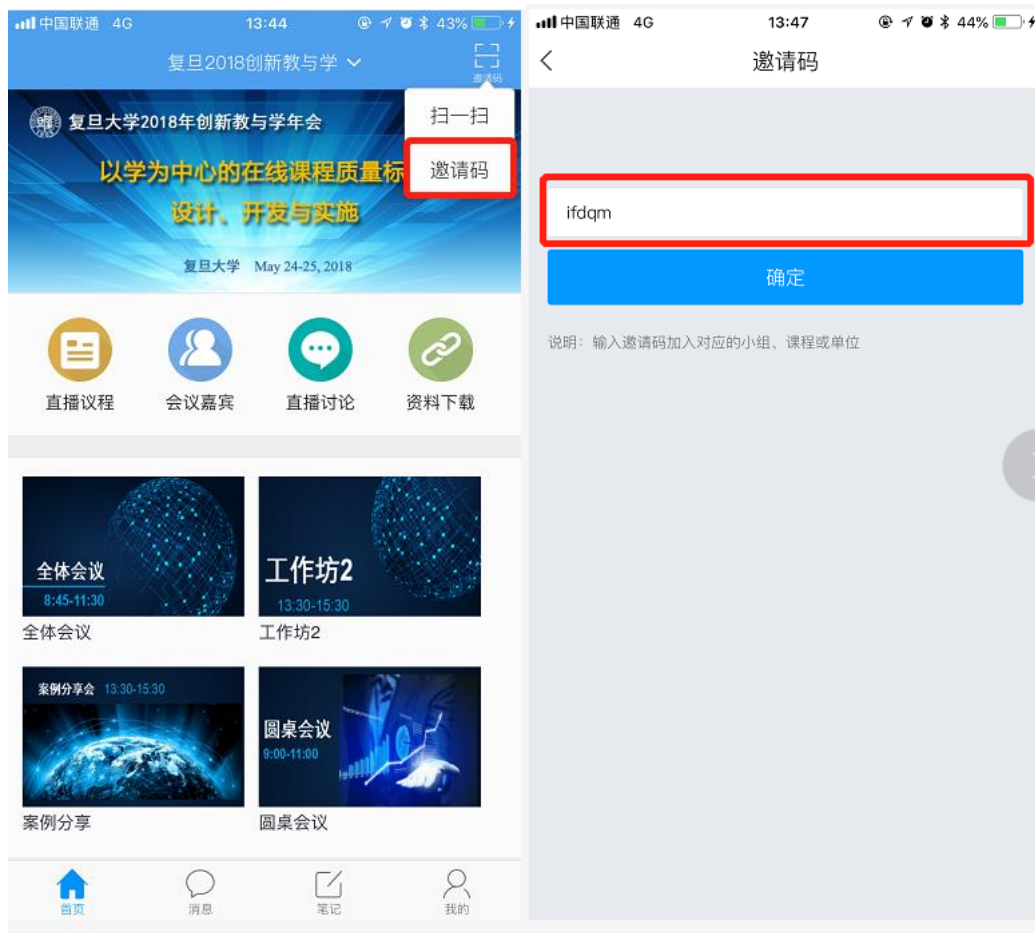 中国联通 4G 13:44 43%
复旦2018创新教与学
邀请码
扫一扫
邀请码
复旦大学2018年创新教与学年会
以学为中心的在线课程质量标
设计、开发与实施
复旦大学 May 24-25, 2018
直播议程 会议嘉宾 直播讨论 资料下载
全体会议
8:45-11:30
全体会议
工作坊2
13:30-15:30
工作坊2
案例分享会 13:30-15:30
案例分享
圆桌会议
9:00-11:00
圆桌会议
首页 消息 笔记 我的
中国联通 4G 13:47 44%
邀请码
ifdqm
确定
说明：输入邀请码加入对应的小组、课程或单位